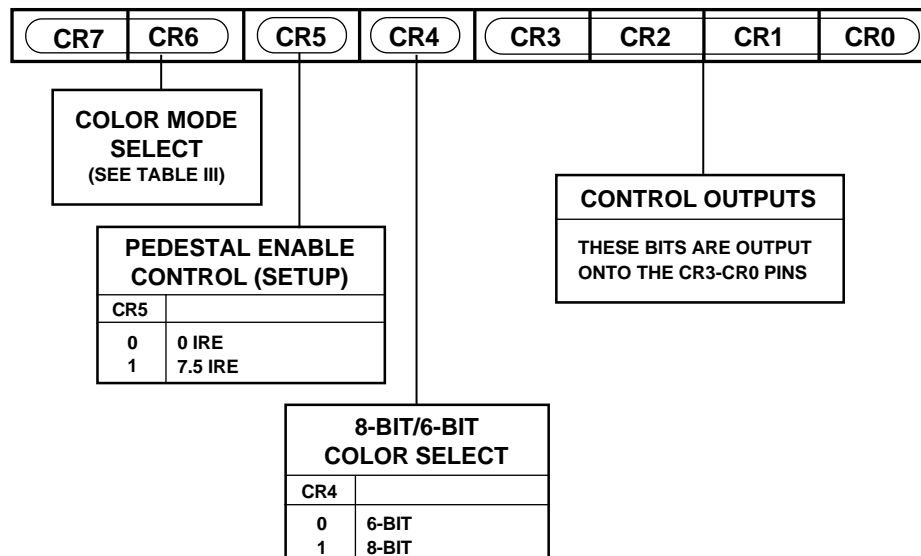 CR7 CR6 CR5 CR4 CR3 CR2 CR1 CR0
COLOR MODE
SELECT
(SEE TABLE III)
CONTROL OUTPUTS
THESE BITS ARE OUTPUT
ONTO THE CR3-CR0 PINS
PEDESTAL ENABLE
CONTROL (SETUP)
CR5
0 0 IRE
1 7.5 IRE
8-BIT/6-BIT
COLOR SELECT
CR4
0 6-BIT
1 8-BIT